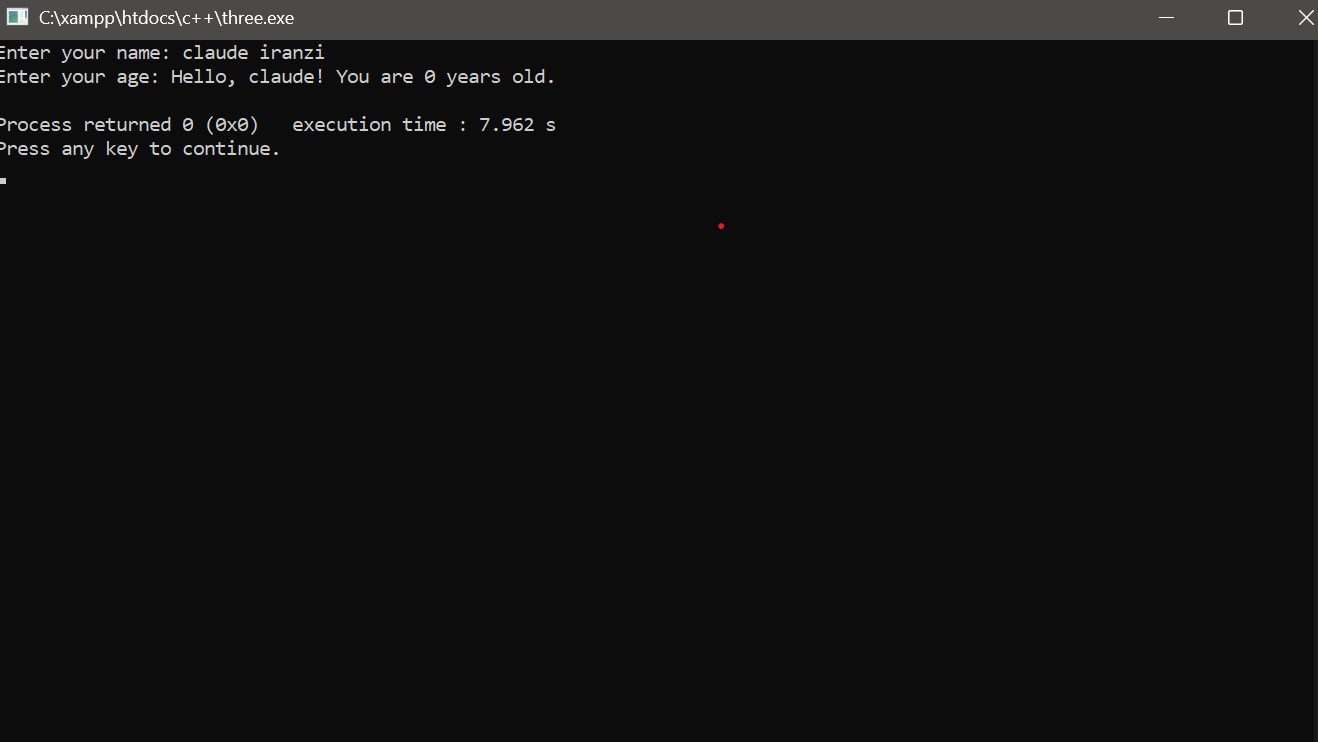 C:\xampp\htdocs\c++\three.exe
Enter your name: claude iranzi
Enter your age: Hello, claude! You are 0 years old.
Process returned 0 (0x0)   execution time : 7.962 s
Press any key to continue.